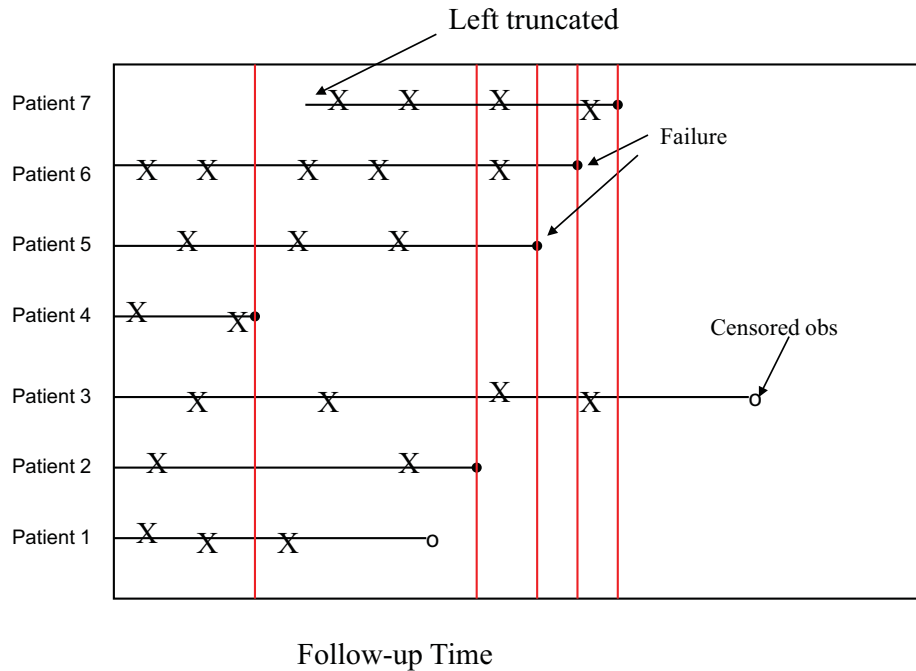 Left truncated
Patient 7
X X X X
Failure
Patient 6
X X X X X
Patient 5
X X X
Patient 4
X X
Censored obs
Patient 3
X X X X
o
Patient 2
X X
Patient 1
X X X
o
Follow-up Time